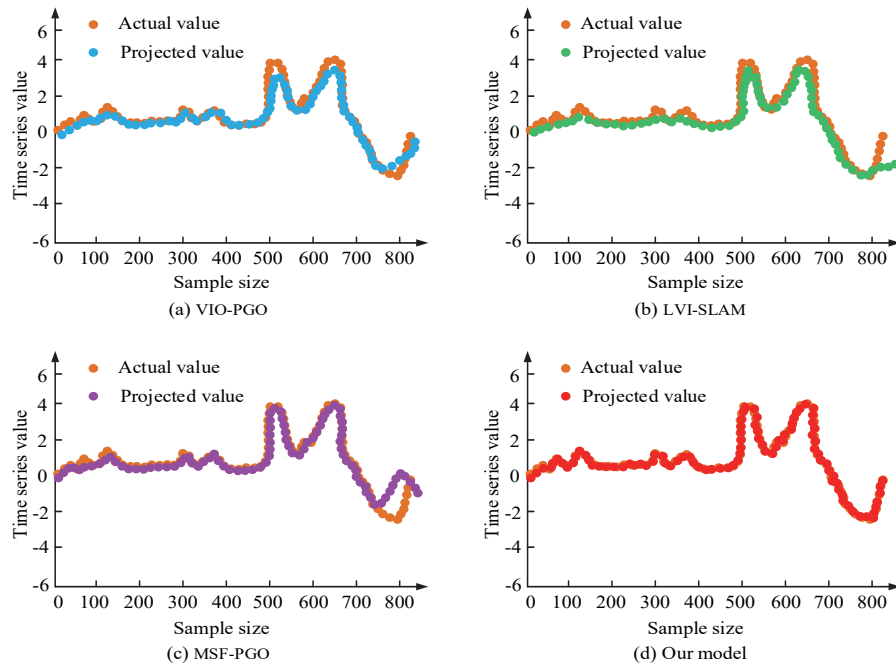 6
Actual value
Projected value
4
2
0
-2
-4
-6
Time series value
0 100 200 300 400 500 600 700 800
Sample size
(a) VIO-PGO
6
Actual value
Projected value
4
2
0
-2
-4
-6
Time series value
0 100 200 300 400 500 600 700 800
Sample size
(b) LVI-SLAM
6
Actual value
Projected value
4
2
0
-2
-4
-6
Time series value
0 100 200 300 400 500 600 700 800
Sample size
(c) MSF-PGO
6
Actual value
Projected value
4
2
0
-2
-4
-6
Time series value
0 100 200 300 400 500 600 700 800
Sample size
(d) Our model